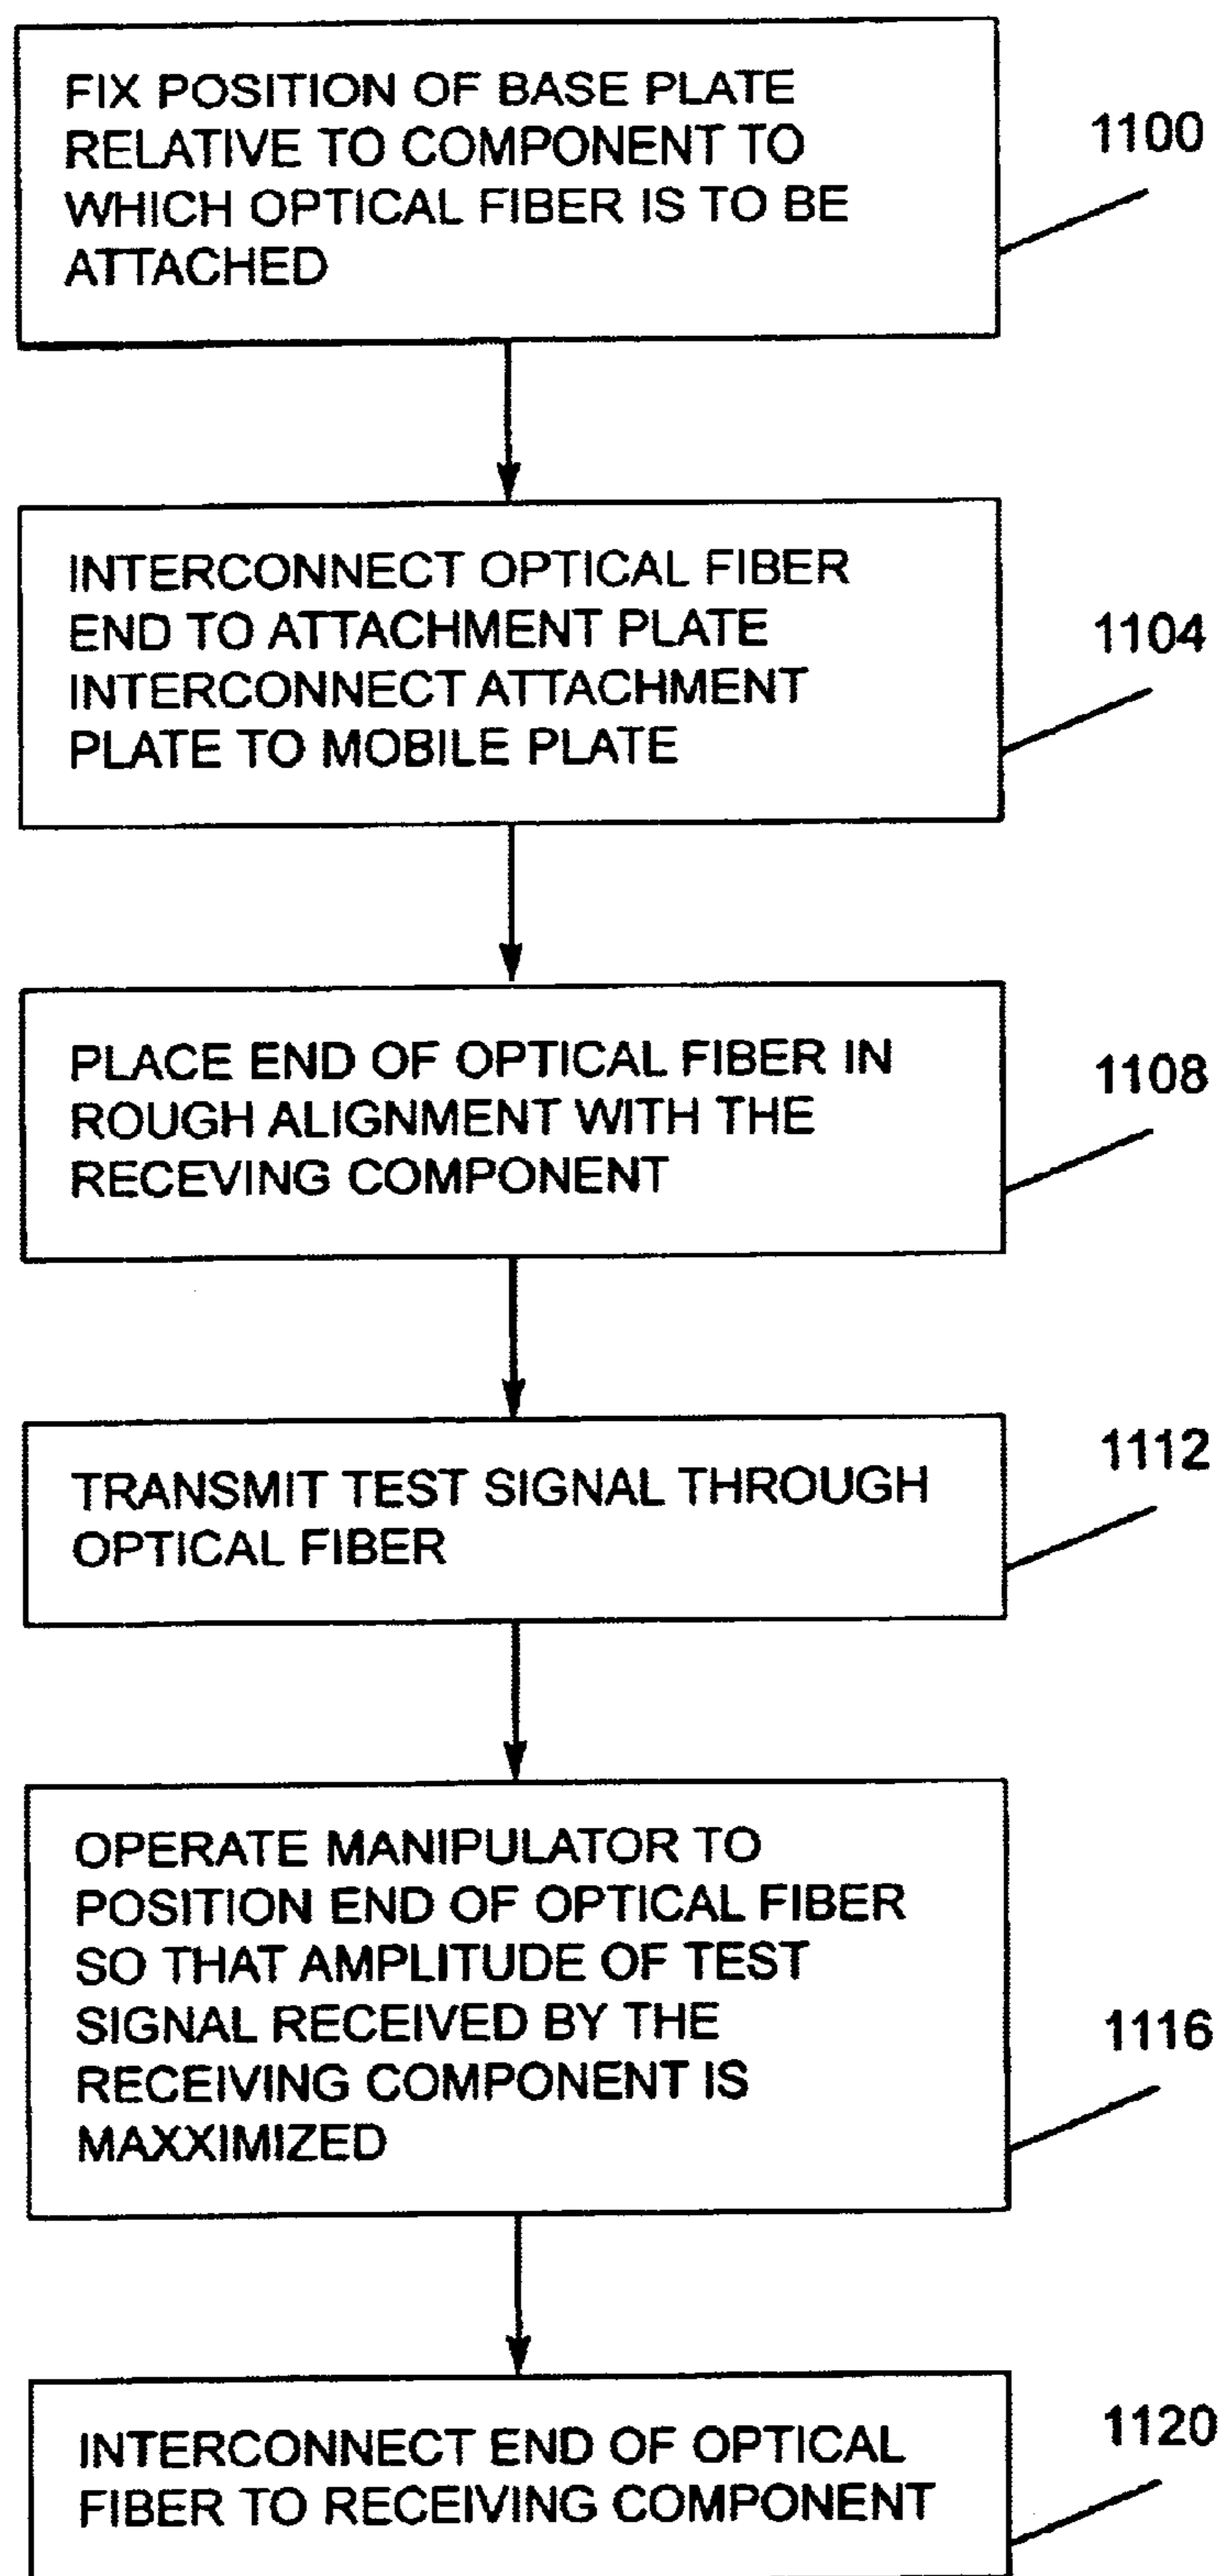 FIX POSITION OF BASE PLATE
RELATIVE TO COMPONENT TO
WHICH OPTICAL FIBER IS TO BE
ATTACHED
1100
INTERCONNECT OPTICAL FIBER
END TO ATTACHMENT PLATE
INTERCONNECT ATTACHMENT
PLATE TO MOBILE PLATE
1104
PLACE END OF OPTICAL FIBER IN
ROUGH ALIGNMENT WITH THE
RECEVING COMPONENT
1108
TRANSMIT TEST SIGNAL THROUGH
OPTICAL FIBER
1112
OPERATE MANIPULATOR TO
POSITION END OF OPTICAL FIBER
SO THAT AMPLITUDE OF TEST
SIGNAL RECEIVED BY THE
RECEIVING COMPONENT IS
MAXXIMIZED
1116
INTERCONNECT END OF OPTICAL
FIBER TO RECEIVING COMPONENT
1120